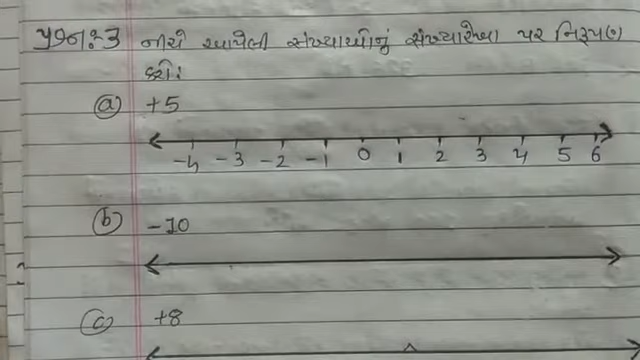 પ્રશ્નઃ૩ નીચે આપેલી સંખ્યાઓનું સંખ્યારેખા પર નિરૂપણ
કરો:
(a) +5
-4 -3 -2 -1 0 1 2 3 4 5 6
(b) -10
(c) +8